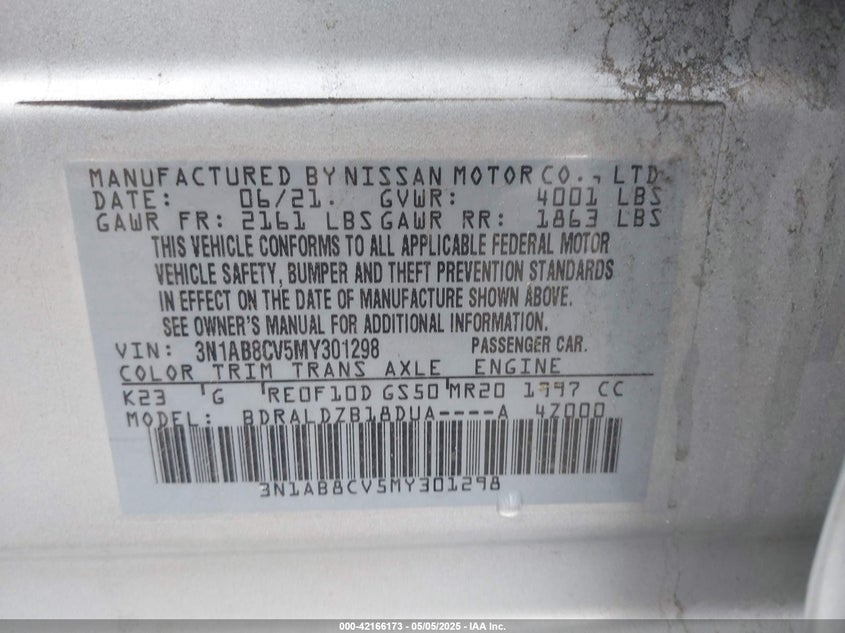 MANUFACTURED BY NISSAN MOTOR CO., LTD.
DATE: 06/21. GVWR: 4001 LBS
GAWR FR: 2161 LBS GAWR RR: 1863 LBS
THIS VEHICLE CONFORMS TO ALL APPLICABLE FEDERAL MOTOR
VEHICLE SAFETY, BUMPER AND THEFT PREVENTION STANDARDS
IN EFFECT ON THE DATE OF MANUFACTURE SHOWN ABOVE.
SEE OWNER'S MANUAL FOR ADDITIONAL INFORMATION.
VIN: 3N1AB8CV5MY301298 PASSENGER CAR.
COLOR TRIM TRANS AXLE ENGINE
K23 G RE0F10D GS50 MR20 1997 CC
MODEL: BDRALDZB18DUA----A 4Z000
3N1AB8CV5MY301298
000-42166173 — 05/05/2025 — IAA Inc.